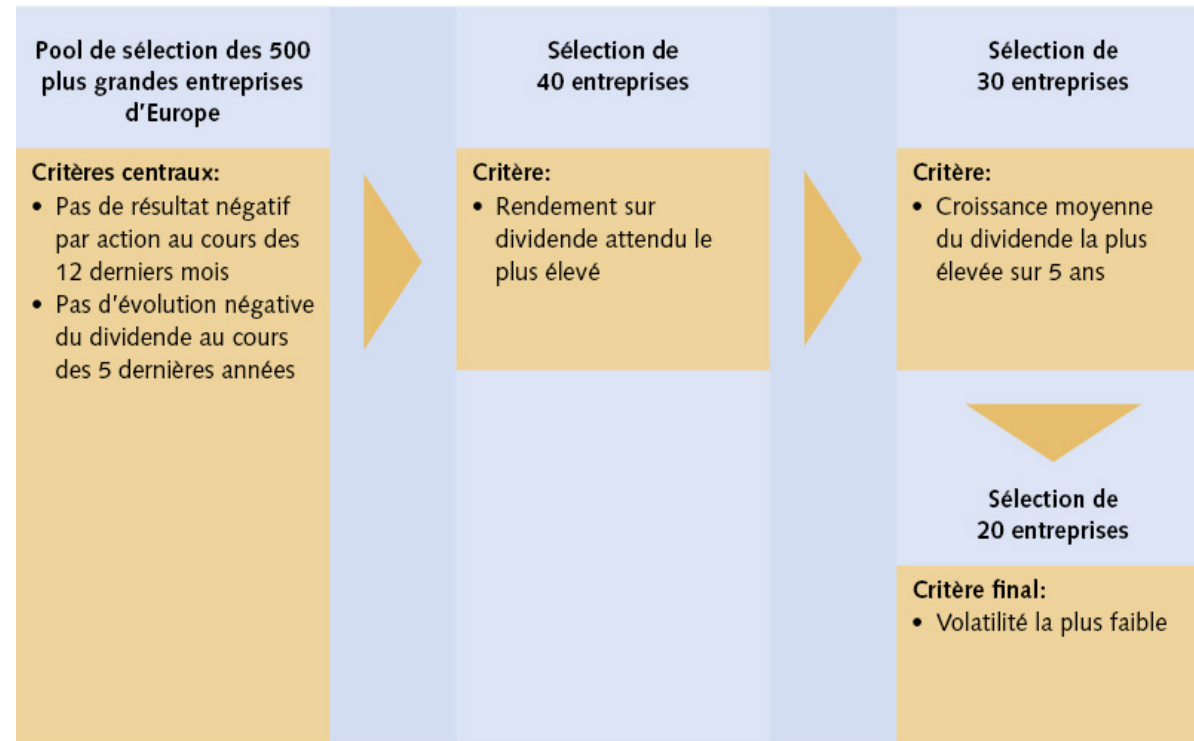 Pool de sélection des 500
plus grandes entreprises
d'Europe
Critères centraux:
• Pas de résultat négatif
par action au cours des
12 derniers mois
• Pas d'évolution négative
du dividende au cours
des 5 dernières années
Sélection de
40 entreprises
Critère:
• Rendement sur
dividende attendu le
plus élevé
Sélection de
30 entreprises
Critère:
• Croissance moyenne
du dividende la plus
élevée sur 5 ans
Sélection de
20 entreprises
Critère final:
• Volatilité la plus faible